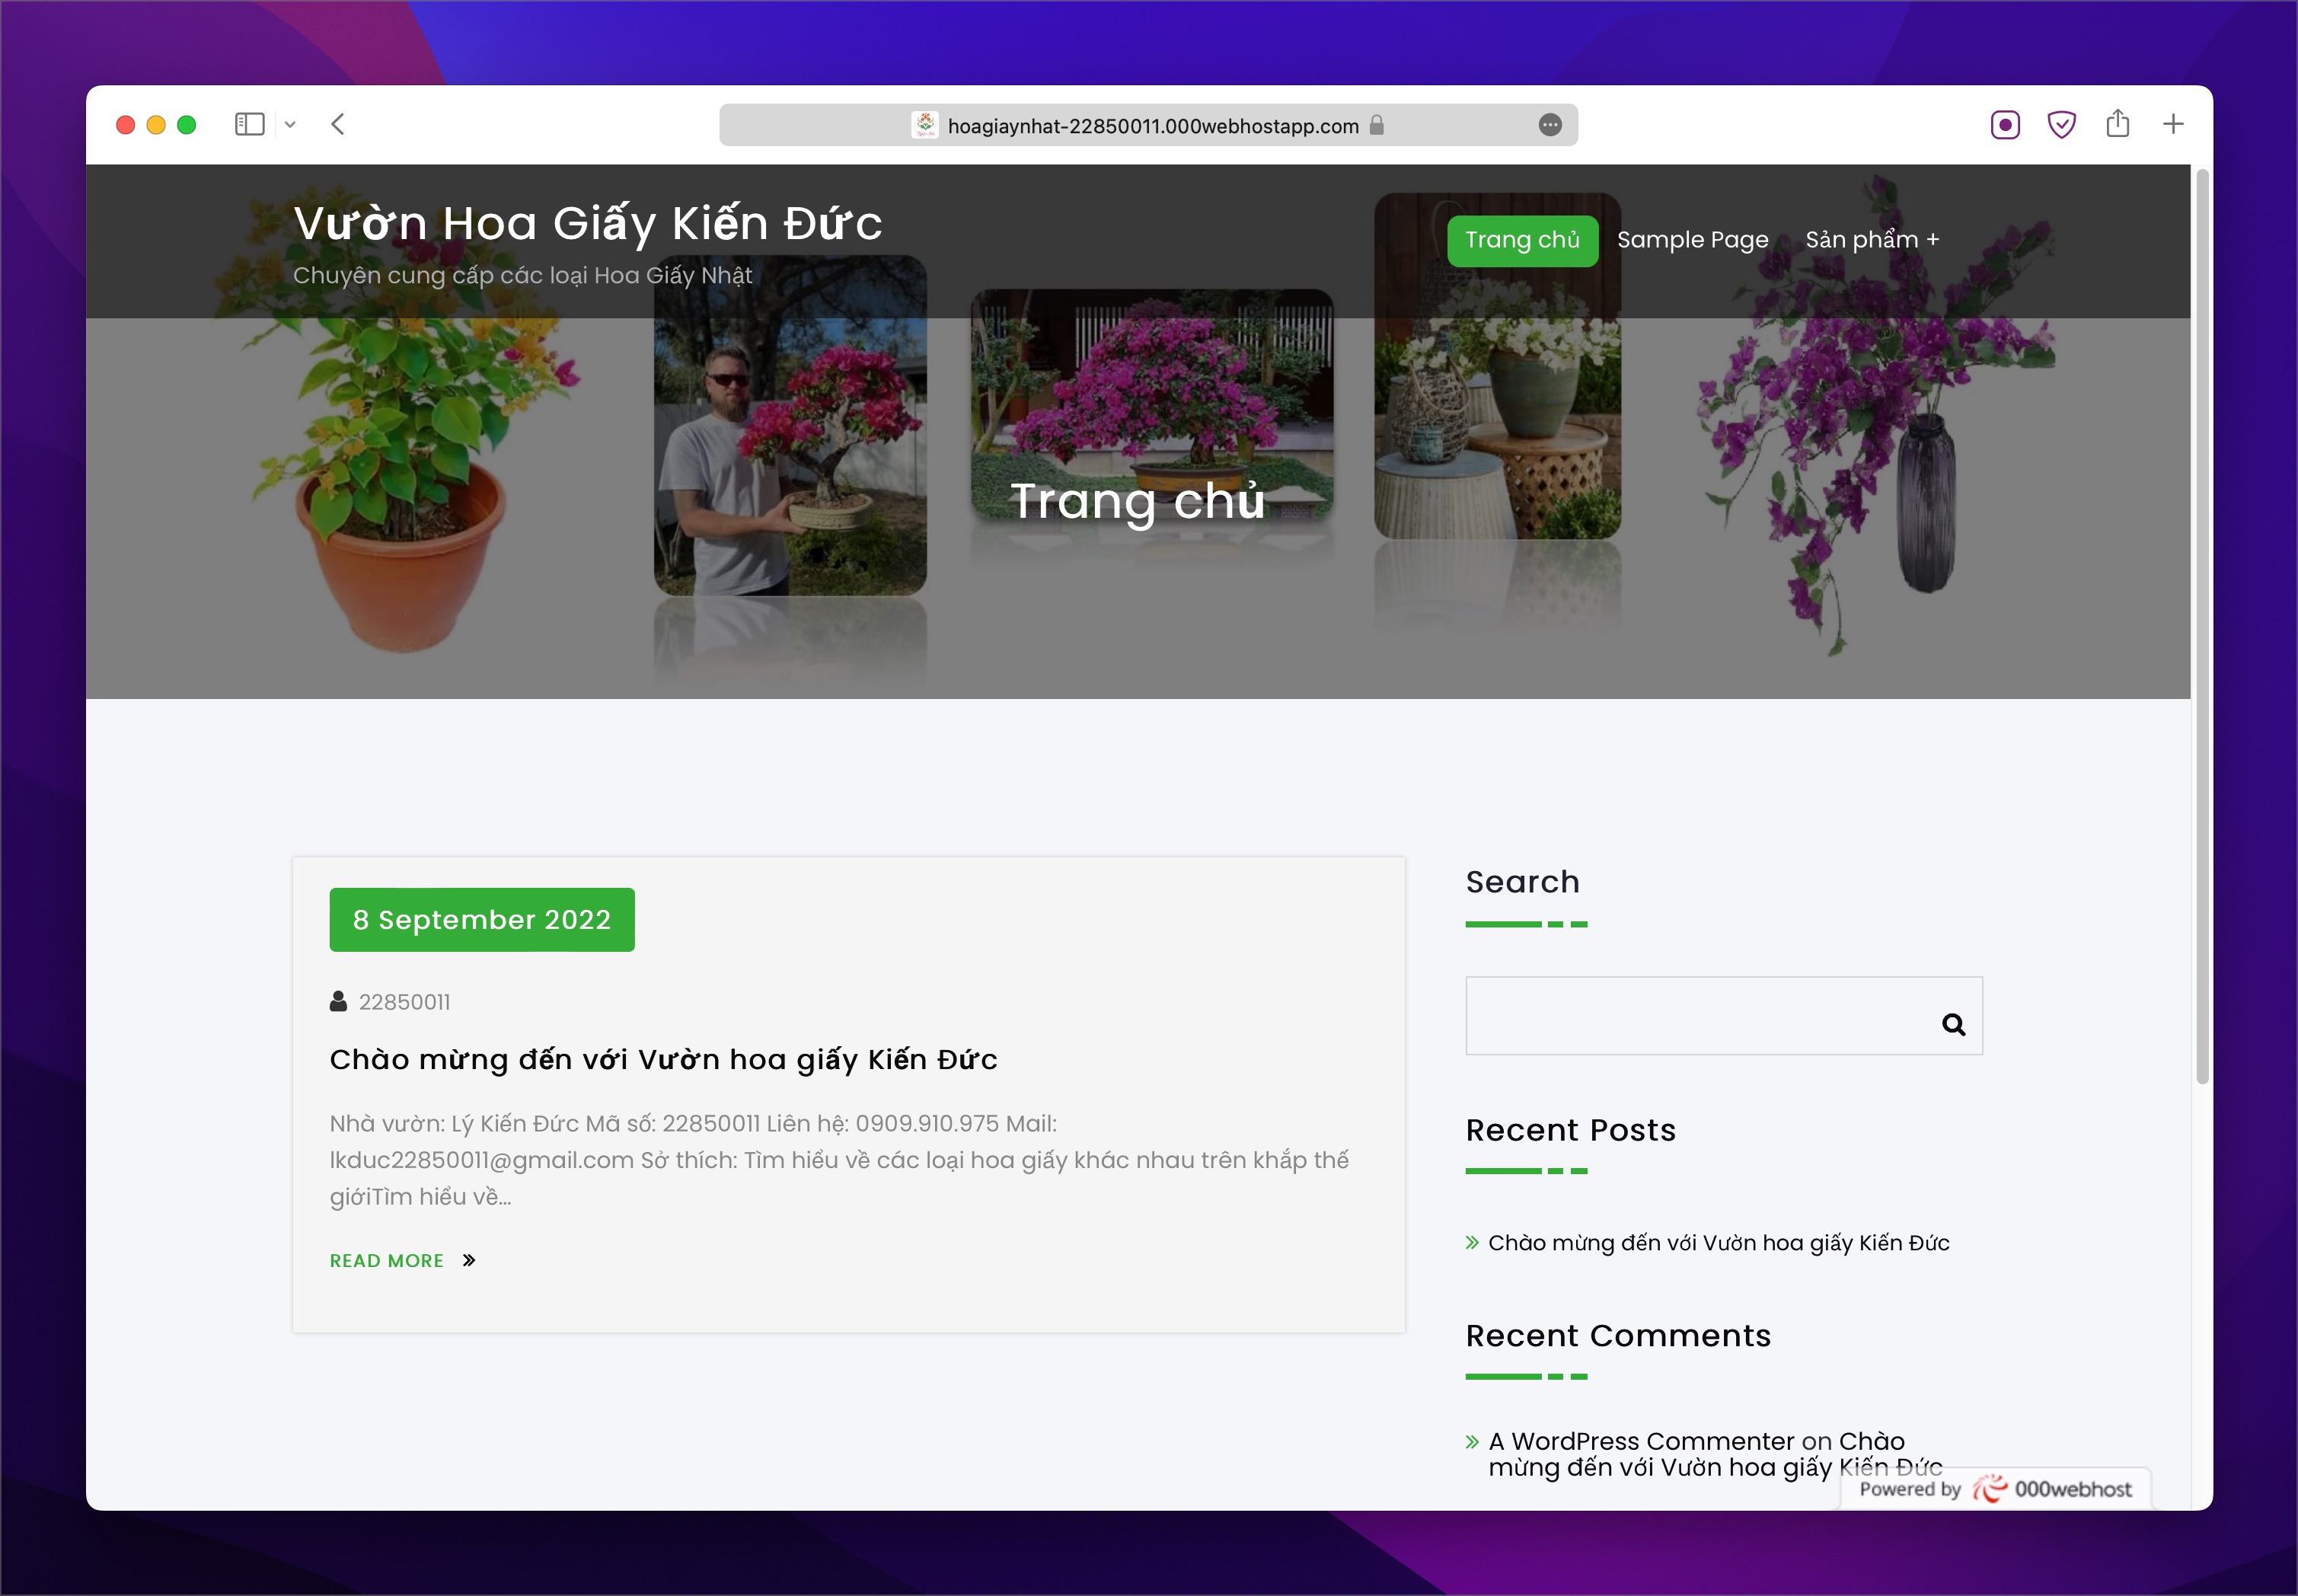 hoagiaynhat-22850011.000webhostapp.com
Vườn Hoa Giấy Kiến Đức
Chuyên cung cấp các loại Hoa Giấy Nhật
Trang chủ
Sample Page
Sản phẩm +
Trang chủ
8 September 2022
22850011
Chào mừng đến với Vườn hoa giấy Kiến Đức
Nhà vườn: Lý Kiến Đức Mã số: 22850011 Liên hệ: 0909.910.975 Mail:
lkduc22850011@gmail.com Sở thích: Tìm hiểu về các loại hoa giấy khác nhau trên khắp thế
giớiTìm hiểu về...
READ MORE »
Search
Recent Posts
» Chào mừng đến với Vườn hoa giấy Kiến Đức
Recent Comments
» A WordPress Commenter on Chào
mừng đến với Vườn hoa giấy Kiến Đức
Powered by 000webhost